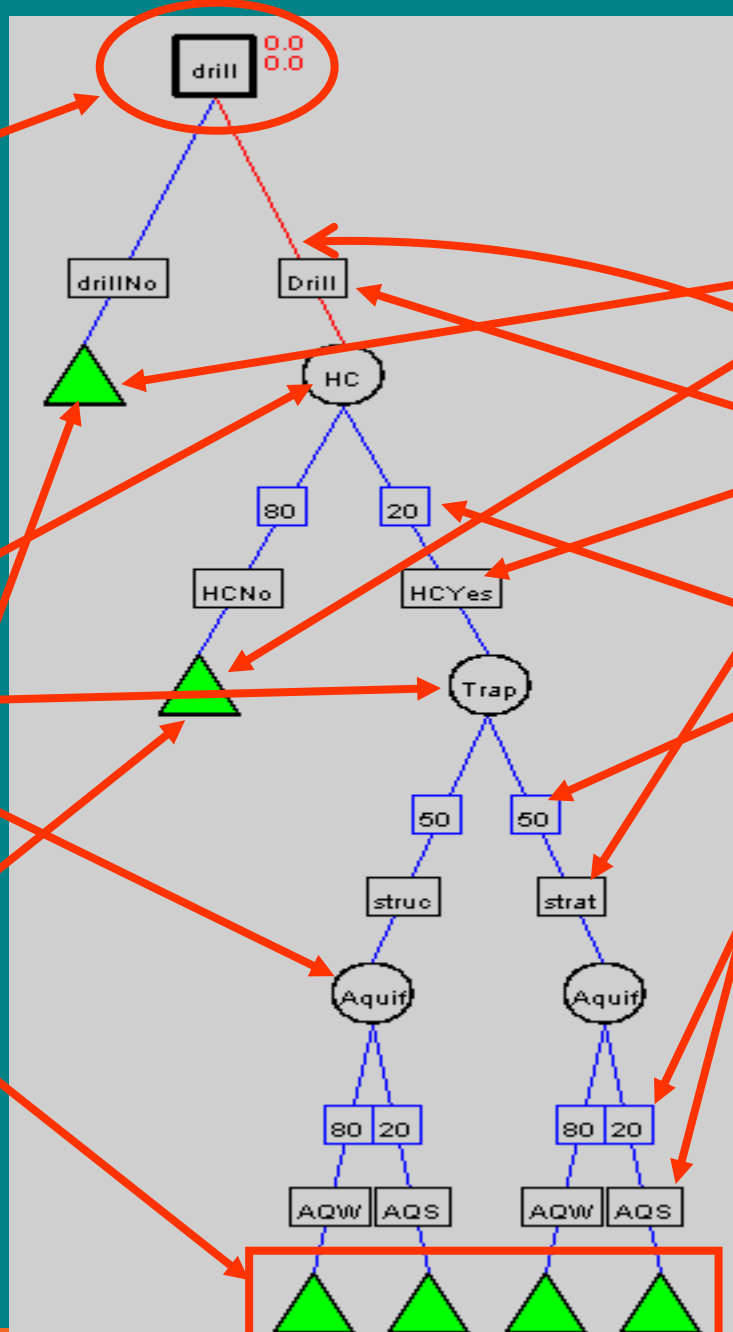 drill 0.0
0.0
drillNo Drill
HC
80 20
HCNo HCYes
Trap
50 50
struc strat
Aquif Aquif
80 20 80 20
AQW AQS AQW AQS